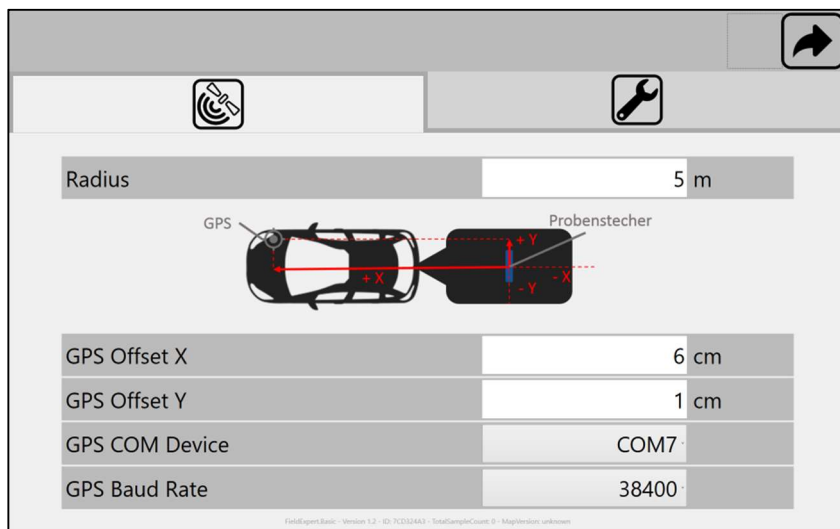 Radius 5 m
GPS Probenstecher
+ Y
+ X - X
- Y
GPS Offset X 6 cm
GPS Offset Y 1 cm
GPS COM Device COM7
GPS Baud Rate 38400
FieldExpert.Basic - Version 1.2 - ID: 7CD324A3 - TotalSampleCount: 0 - MapVersion: unknown